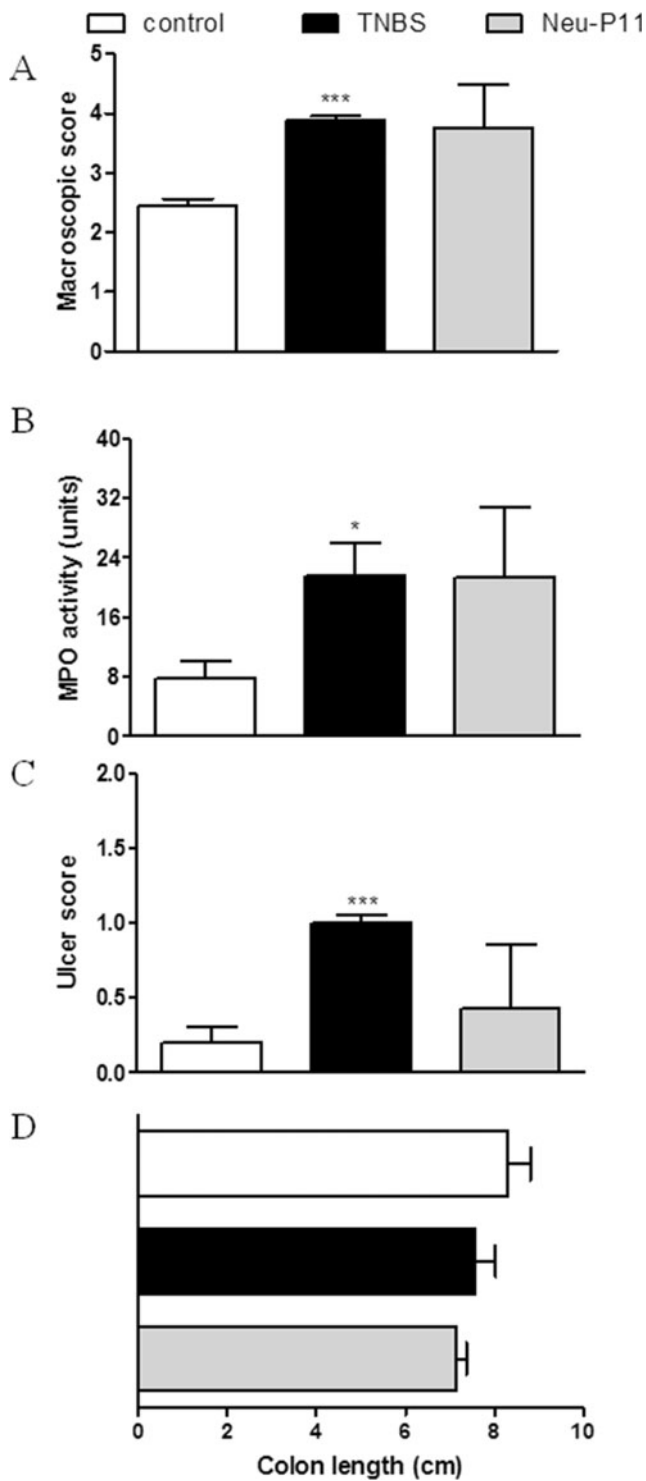 control TNBS Neu-P11
A
Macroscopic score
5
4
3
2
1
0
***
B
MPO activity (units)
40
32
24
16
8
0
*
C
Ulcer score
2.0
1.5
1.0
0.5
0.0
***
D
0 2 4 6 8 10
Colon length (cm)